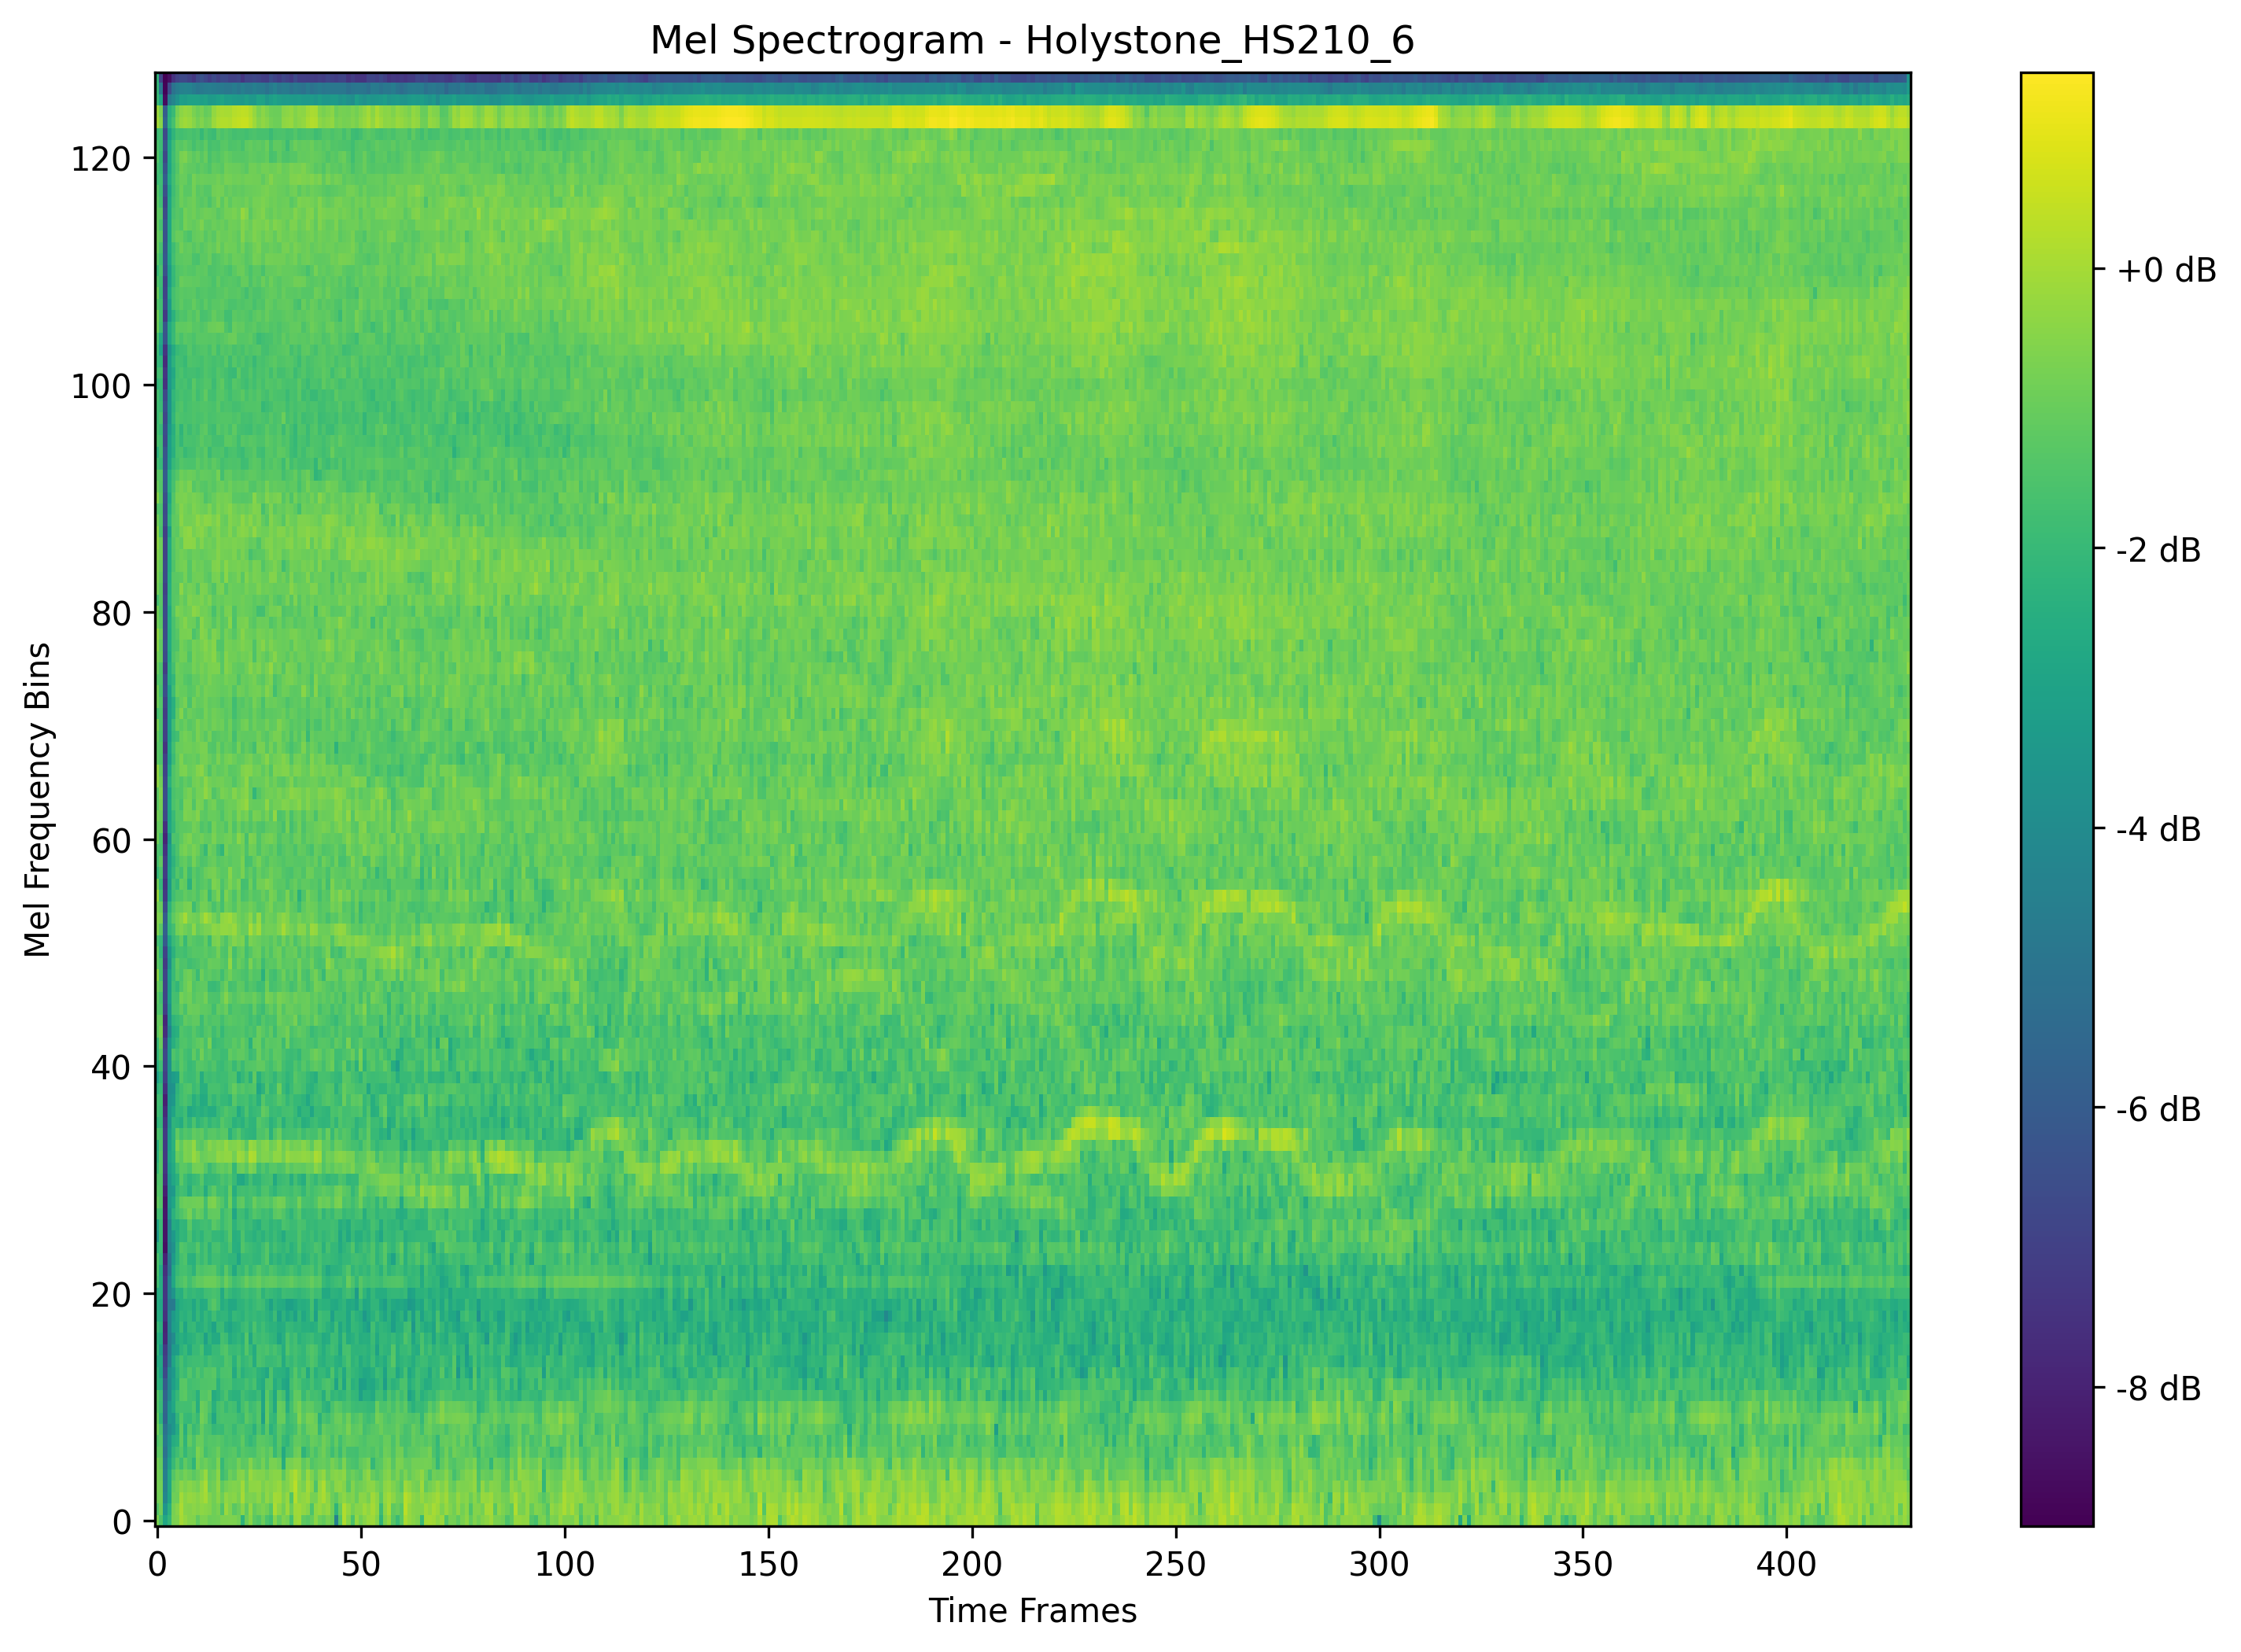 Mel Spectrogram - Holystone_HS210_6
Mel Frequency Bins
120
100
80
60
40
20
0
0 50 100 150 200 250 300 350 400
Time Frames
+0 dB
-2 dB
-4 dB
-6 dB
-8 dB